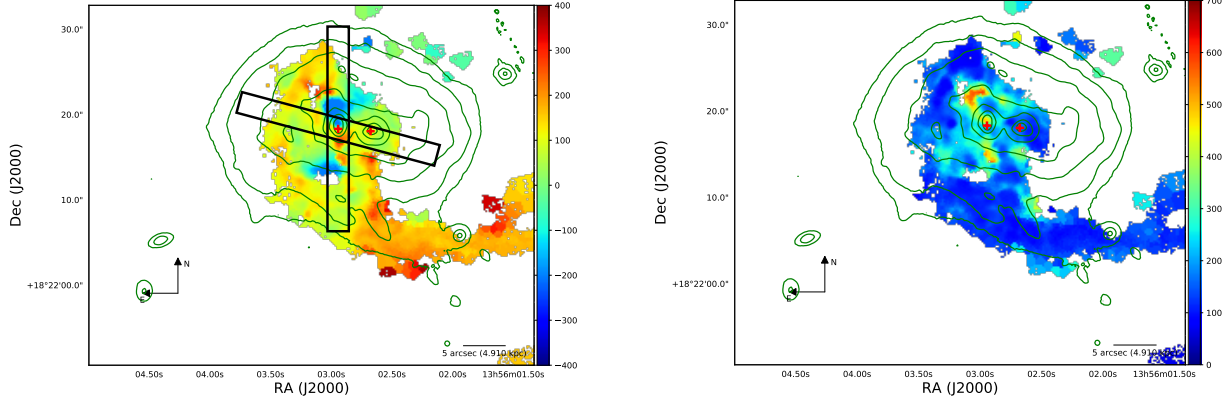 30.0"
20.0"
10.0"
+18°22'00.0"
Dec (J2000)
N
E
5 arcsec (4.910 kpc)
04.50s
04.00s
03.50s
03.00s
02.50s
02.00s
13h56m01.50s
RA (J2000)
400
300
200
100
0
−100
−200
−300
−400
30.0"
20.0"
10.0"
+18°22'00.0"
Dec (J2000)
N
E
5 arcsec (4.910
04.50s
04.00s
03.50s
03.00s
02.50s
02.00s
13h56m01.50s
RA (J2000)
700
600
500
400
300
200
100
0